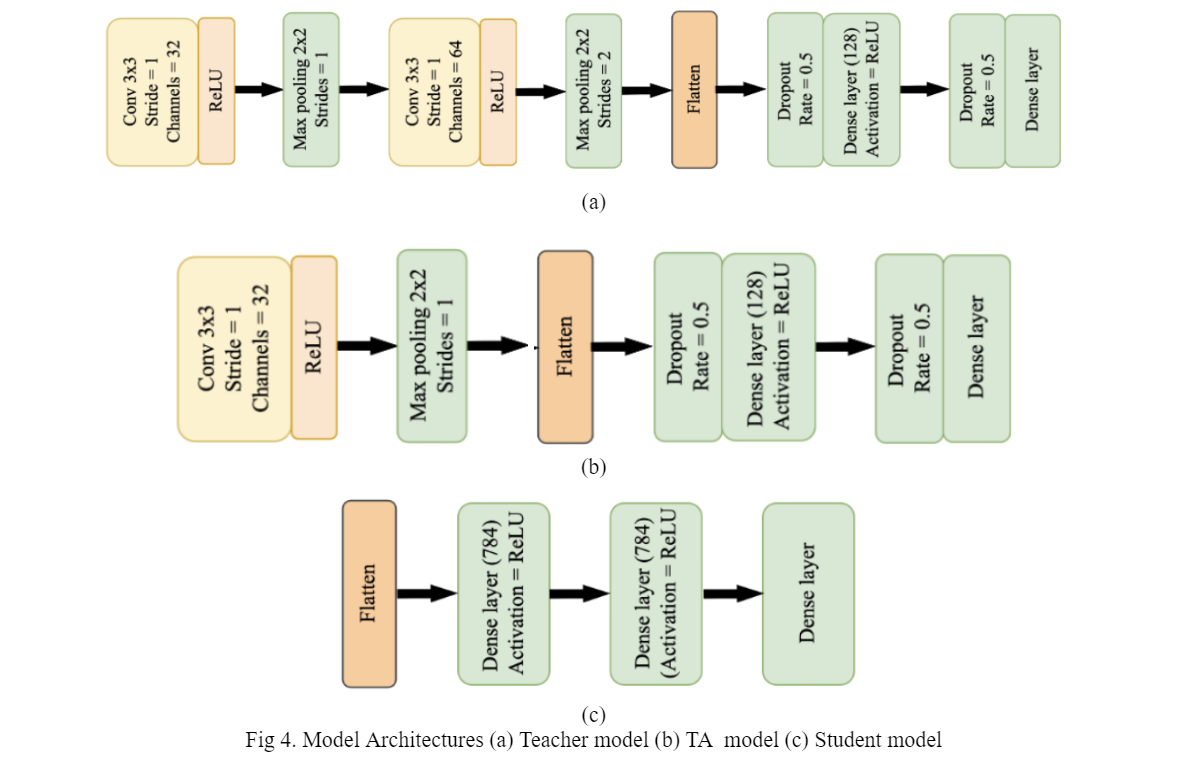 Conv 3x3
Stride = 1
Channels = 32
ReLU
Max pooling 2x2
Strides = 1
Conv 3x3
Stride = 1
Channels = 64
ReLU
Max pooling 2x2
Strides = 2
Flatten
Dropout
Rate = 0.5
Dense layer (128)
Activation = ReLU
Dropout
Rate = 0.5
Dense layer
(a)
Conv 3x3
Stride = 1
Channels = 32
ReLU
Max pooling 2x2
Strides = 1
Flatten
Dropout
Rate = 0.5
Dense layer (128)
Activation = ReLU
Dropout
Rate = 0.5
Dense layer
(b)
Flatten
Dense layer (784)
Activation = ReLU
Dense layer (784)
(Activation = ReLU
Dense layer
(c)
Fig 4. Model Architectures (a) Teacher model (b) TA model (c) Student model